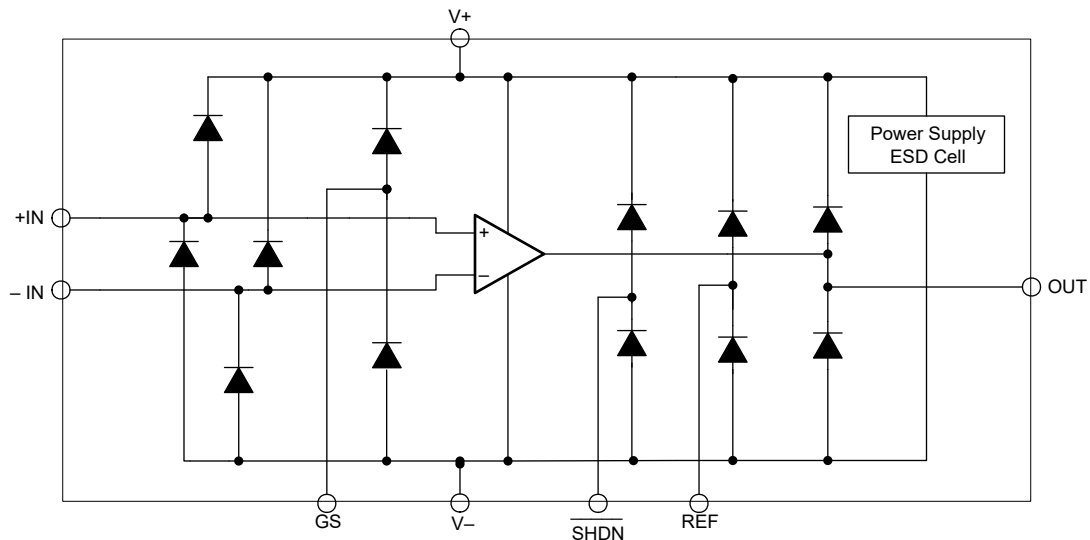 V+
Power Supply
ESD Cell
+IN
+
– IN
–
OUT
GS
V–
SHDN
REF